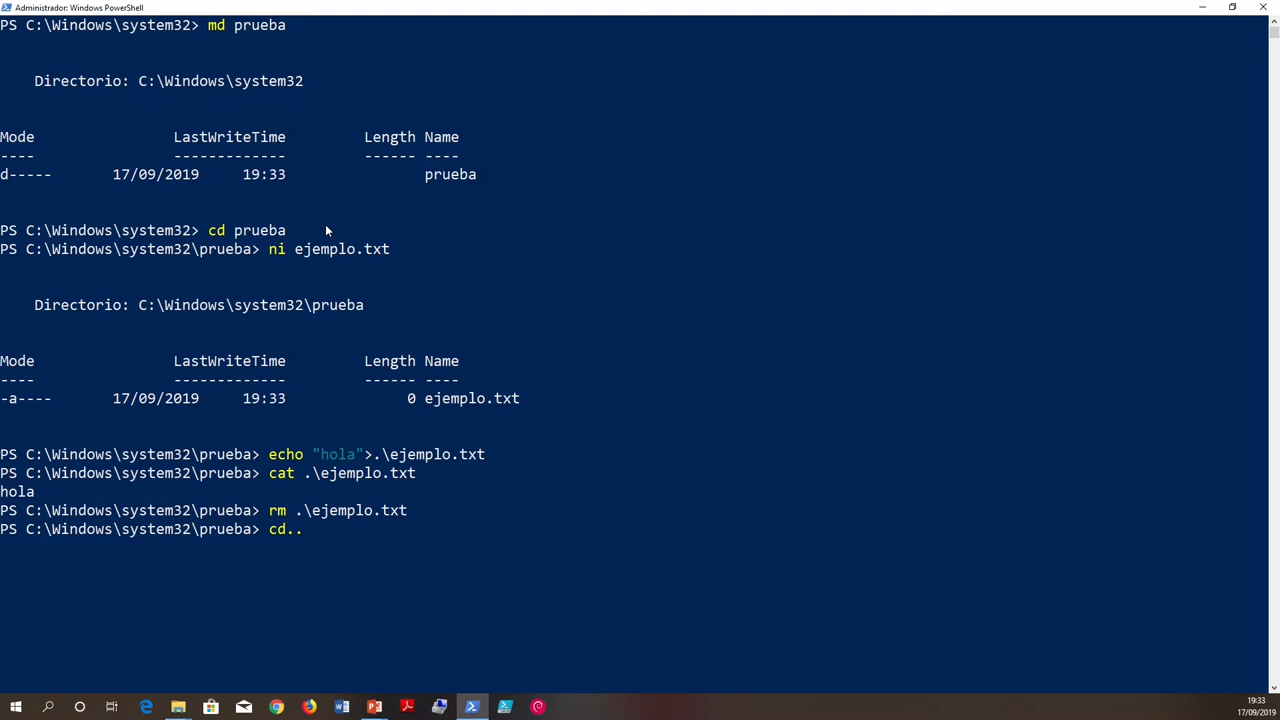 Administrador: Windows PowerShell
PS C:\Windows\system32> md prueba
Directorio: C:\Windows\system32
Mode LastWriteTime Length Name
---- ------------- ------ ----
d----- 17/09/2019 19:33 prueba
PS C:\Windows\system32> cd prueba
PS C:\Windows\system32\prueba> ni ejemplo.txt
Directorio: C:\Windows\system32\prueba
Mode LastWriteTime Length Name
---- ------------- ------ ----
-a---- 17/09/2019 19:33 0 ejemplo.txt
PS C:\Windows\system32\prueba> echo "hola">.\ejemplo.txt
PS C:\Windows\system32\prueba> cat .\ejemplo.txt
hola
PS C:\Windows\system32\prueba> rm .\ejemplo.txt
PS C:\Windows\system32\prueba> cd..
19:33
17/09/2019